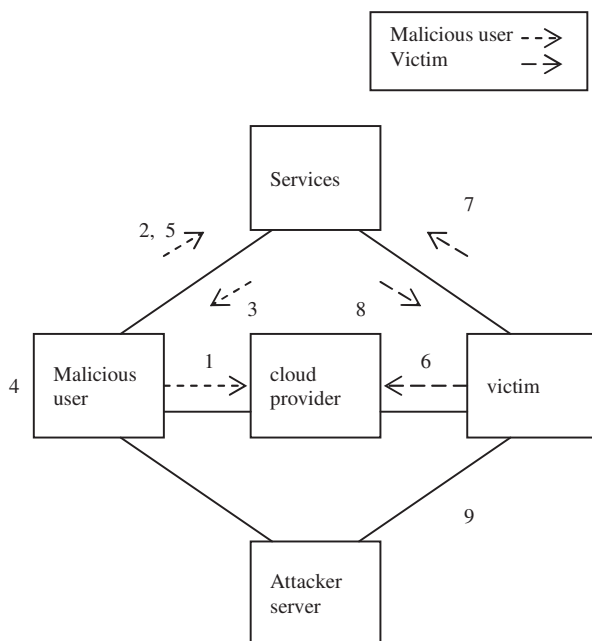 Malicious user
Victim
Services
7
2, 5
3
8
4
Malicious
user
1
cloud
provider
6
victim
9
Attacker
server